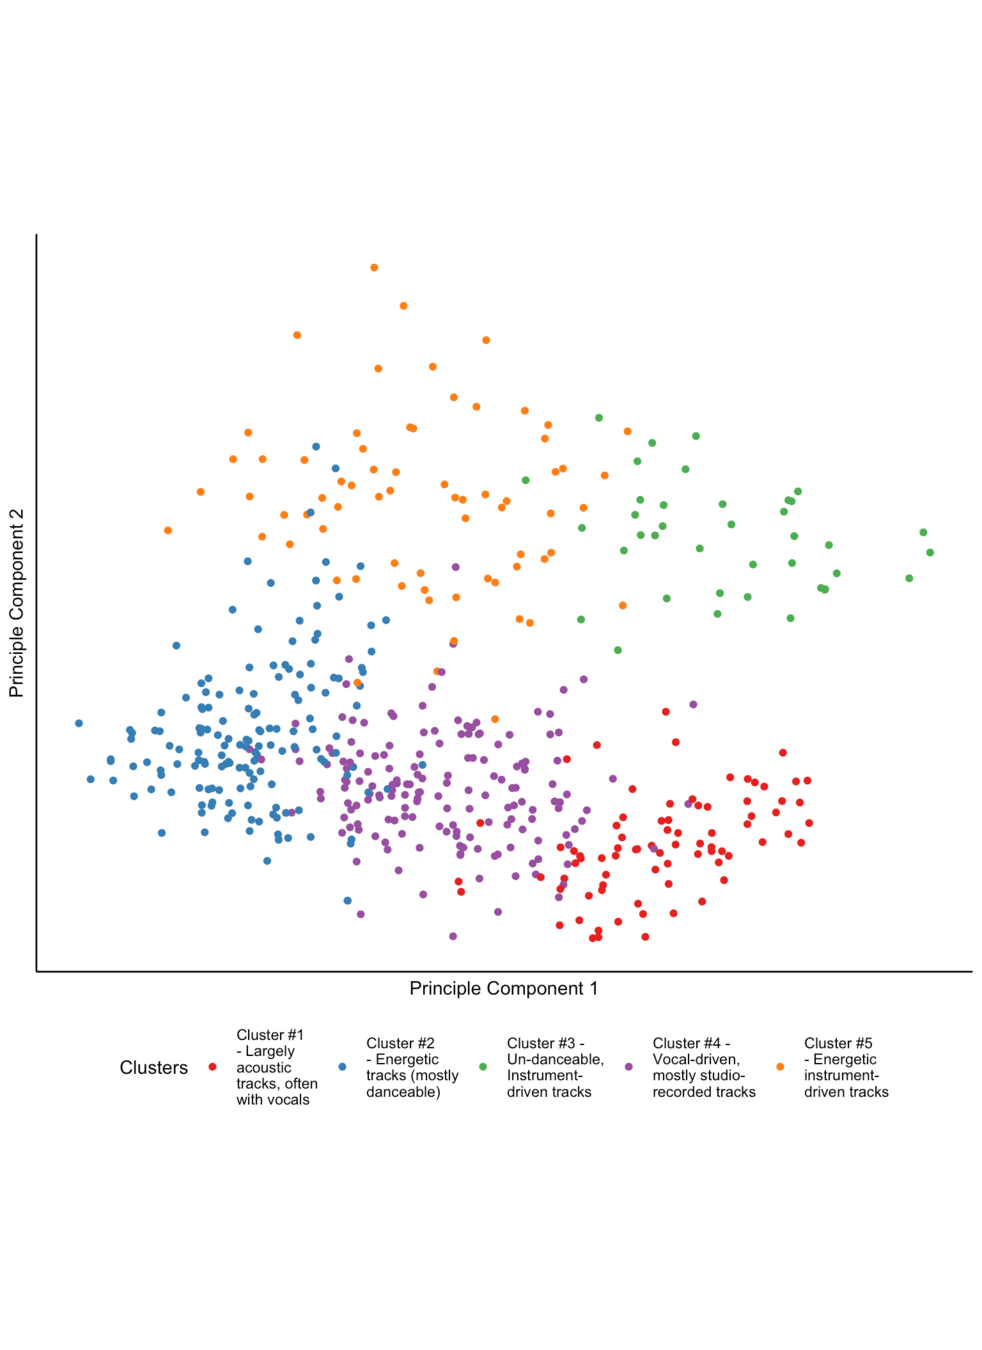 Principle Component 2
Principle Component 1
Clusters
Cluster #1
- Largely
acoustic
tracks, often
with vocals
Cluster #2
- Energetic
tracks (mostly
danceable)
Cluster #3 -
Un-danceable,
Instrument-
driven tracks
Cluster #4 -
Vocal-driven,
mostly studio-
recorded tracks
Cluster #5
- Energetic
instrument-
driven tracks